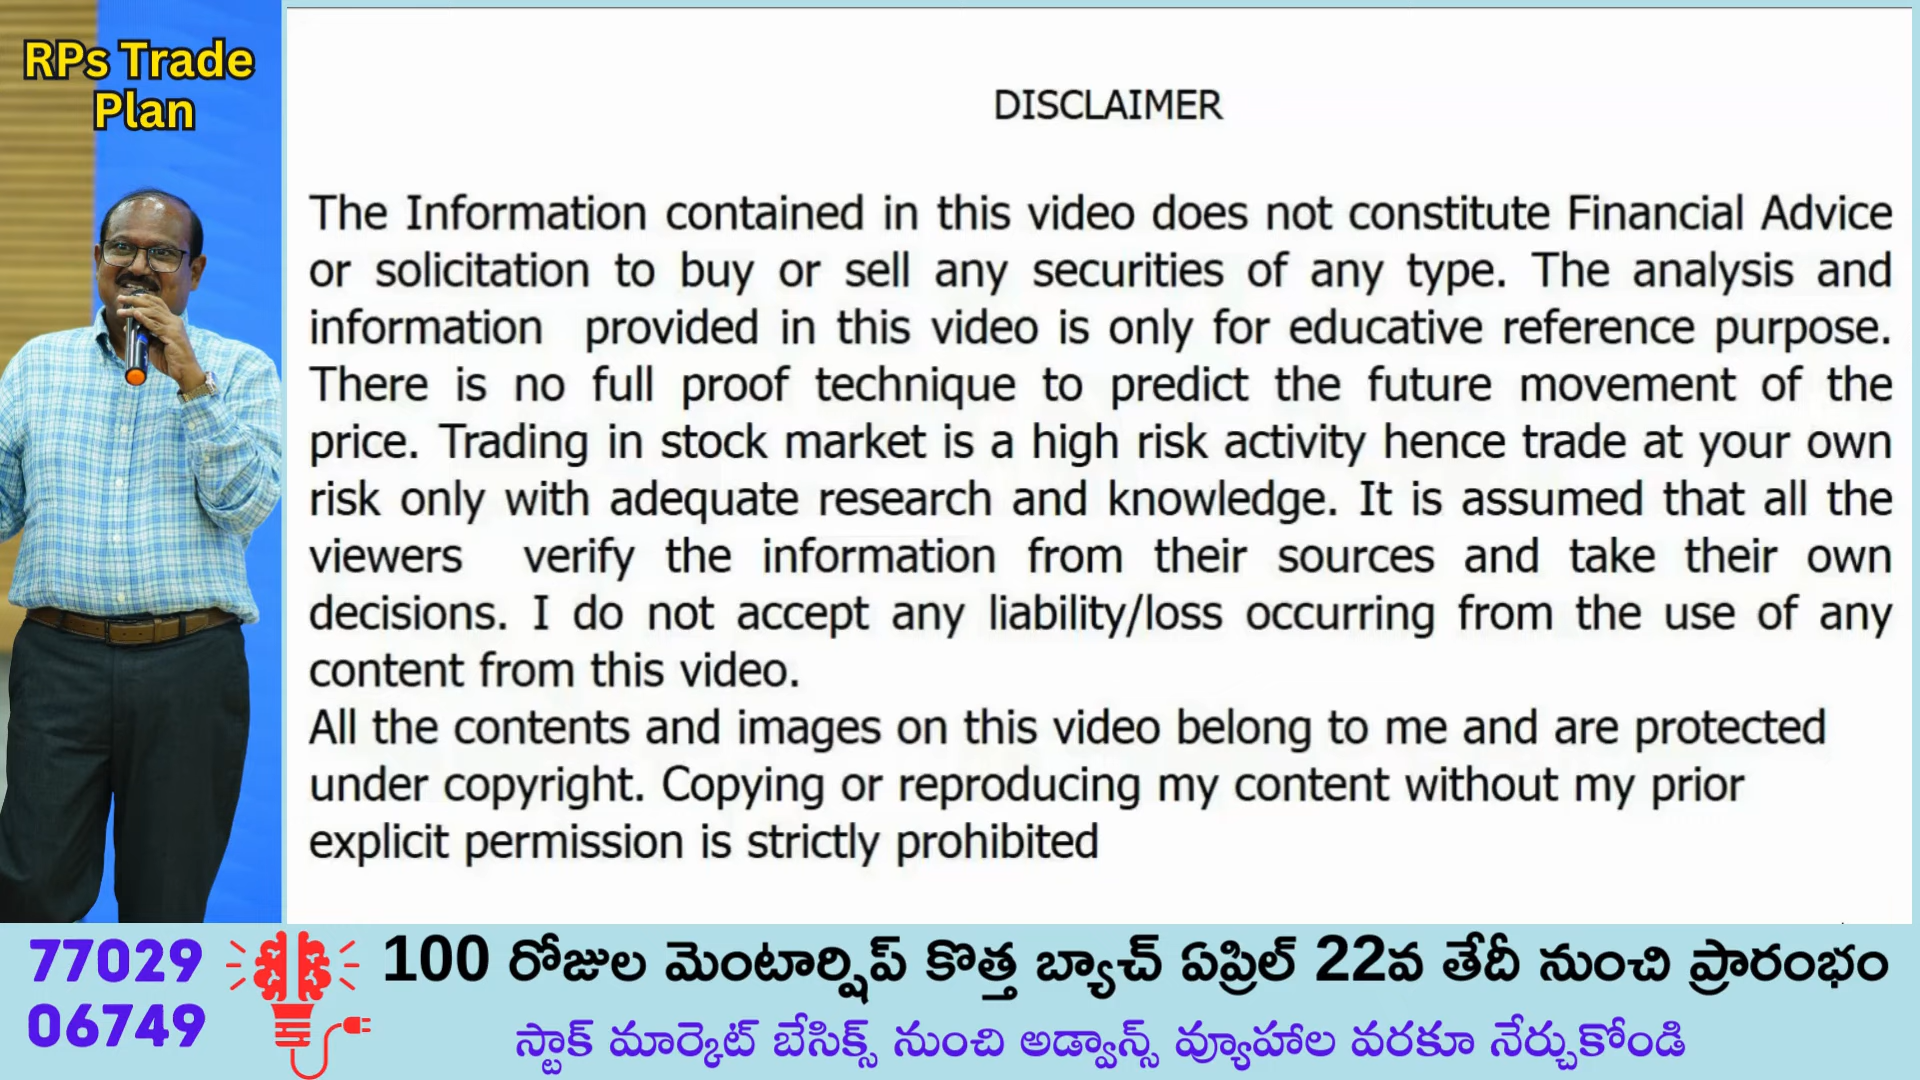 RPs Trade
Plan
DISCLAIMER
The Information contained in this video does not constitute Financial Advice
or solicitation to buy or sell any securities of any type. The analysis and
information provided in this video is only for educative reference purpose.
There is no full proof technique to predict the future movement of the
price. Trading in stock market is a high risk activity hence trade at your own
risk only with adequate research and knowledge. It is assumed that all the
viewers verify the information from their sources and take their own
decisions. I do not accept any liability/loss occurring from the use of any
content from this video.
All the contents and images on this video belong to me and are protected
under copyright. Copying or reproducing my content without my prior
explicit permission is strictly prohibited
77029
06749
100 రోజుల మెంటార్షిప్ కొత్త బ్యాచ్ ఏప్రిల్ 22వ తేదీ నుంచి ప్రారంభం
స్టాక్ మార్కెట్ బేసిక్స్ నుంచి అడ్వాన్స్ వ్యూహాల వరకూ నేర్చుకోండి